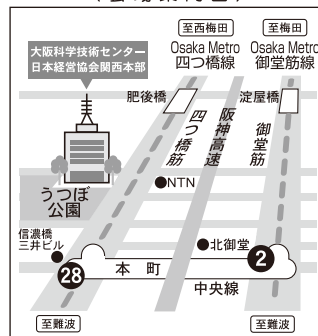 至西梅田
至梅田
Osaka Metro
四つ橋線
Osaka Metro
御堂筋線
大阪科学技術センター
日本経営協会関西本部
肥後橋
淀屋橋
四つ橋筋
阪神高速
御堂筋
うつぼ
公園
NTN
信濃橋
三井ビル
北御堂
28
本町
2
中央線
至難波
至難波